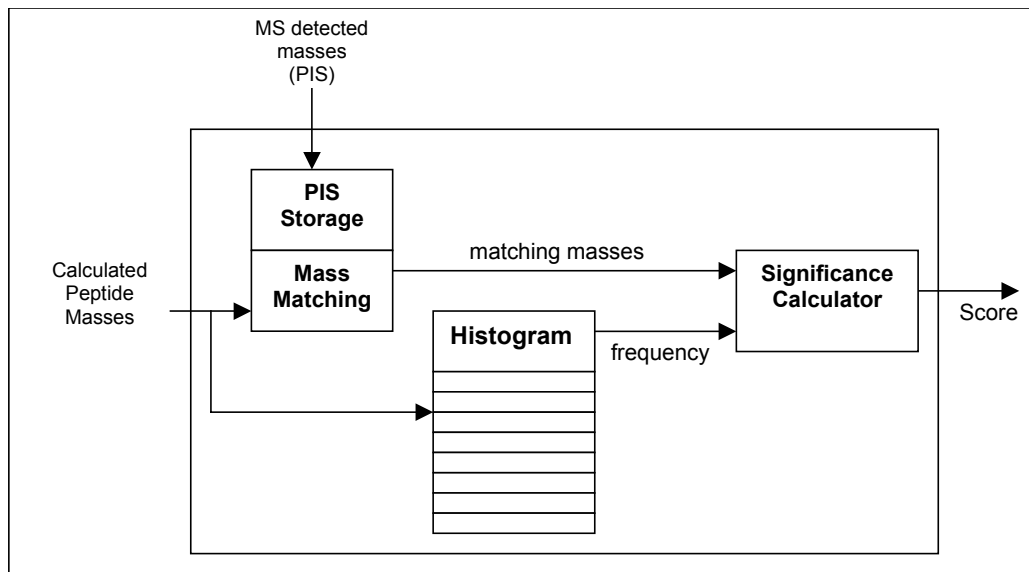 MS detected
masses
(PIS)
PIS
Storage
Calculated
Peptide
Masses
Mass
Matching
matching masses
Histogram
frequency
Significance
Calculator
Score